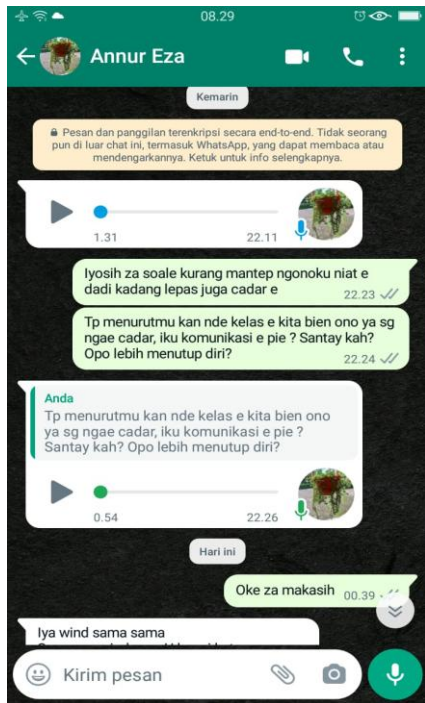 08.29
Annur Eza
Kemarin
Pesan dan panggilan terenkripsi secara end-to-end. Tidak seorang
pun di luar chat ini, termasuk WhatsApp, yang dapat membaca atau
mendengarkannya. Ketuk untuk info selengkapnya.
1.31 22.11
Iyosih za soale kurang mantep ngonoku niat e
dadi kadang lepas juga cadar e
22.23
Tp menurutmu kan nde kelas e kita bien ono ya sg
ngae cadar, iku komunikasi e pie ? Santay kah?
Opo lebih menutup diri?
22.24
Anda
Tp menurutmu kan nde kelas e kita bien ono
ya sg ngae cadar, iku komunikasi e pie ?
Santay kah? Opo lebih menutup diri?
0.54 22.26
Hari ini
Oke za makasih 00.39
Iya wind sama sama
Kirim pesan